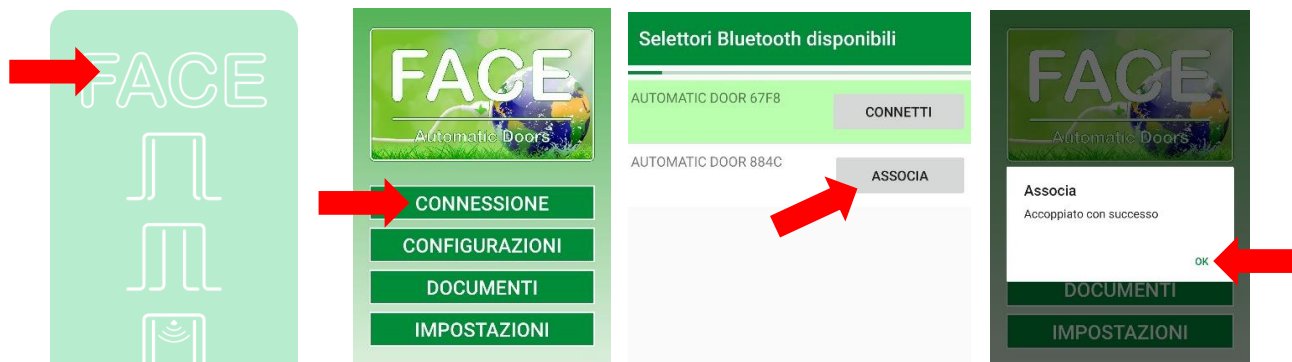 FACE
FACE
Automatic Doors
CONNESSIONE
CONFIGURAZIONI
DOCUMENTI
IMPOSTAZIONI
Selettori Bluetooth disponibili
AUTOMATIC DOOR 67F8
CONNETTI
AUTOMATIC DOOR 884C
ASSOCIA
FACE
Automatic Doors
Associa
Accoppiato con successo
OK
DOCUMENTI
IMPOSTAZIONI